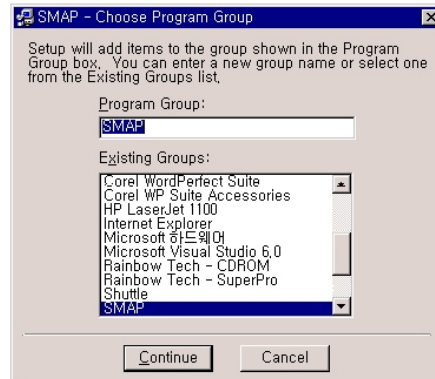 SMAP - Choose Program Group
Setup will add items to the group shown in the Program
Group box, You can enter a new group name or select one
from the Existing Groups list,
Program Group:
SMAP
Existing Groups:
Corel WordPerfect Suite
Corel WP Suite Accessories
HP LaserJet 1100
Internet Explorer
Microsoft 하드웨어
Microsoft Visual Studio 6,0
Rainbow Tech - CDROM
Rainbow Tech - SuperPro
Shuttle
SMAP
Continue Cancel